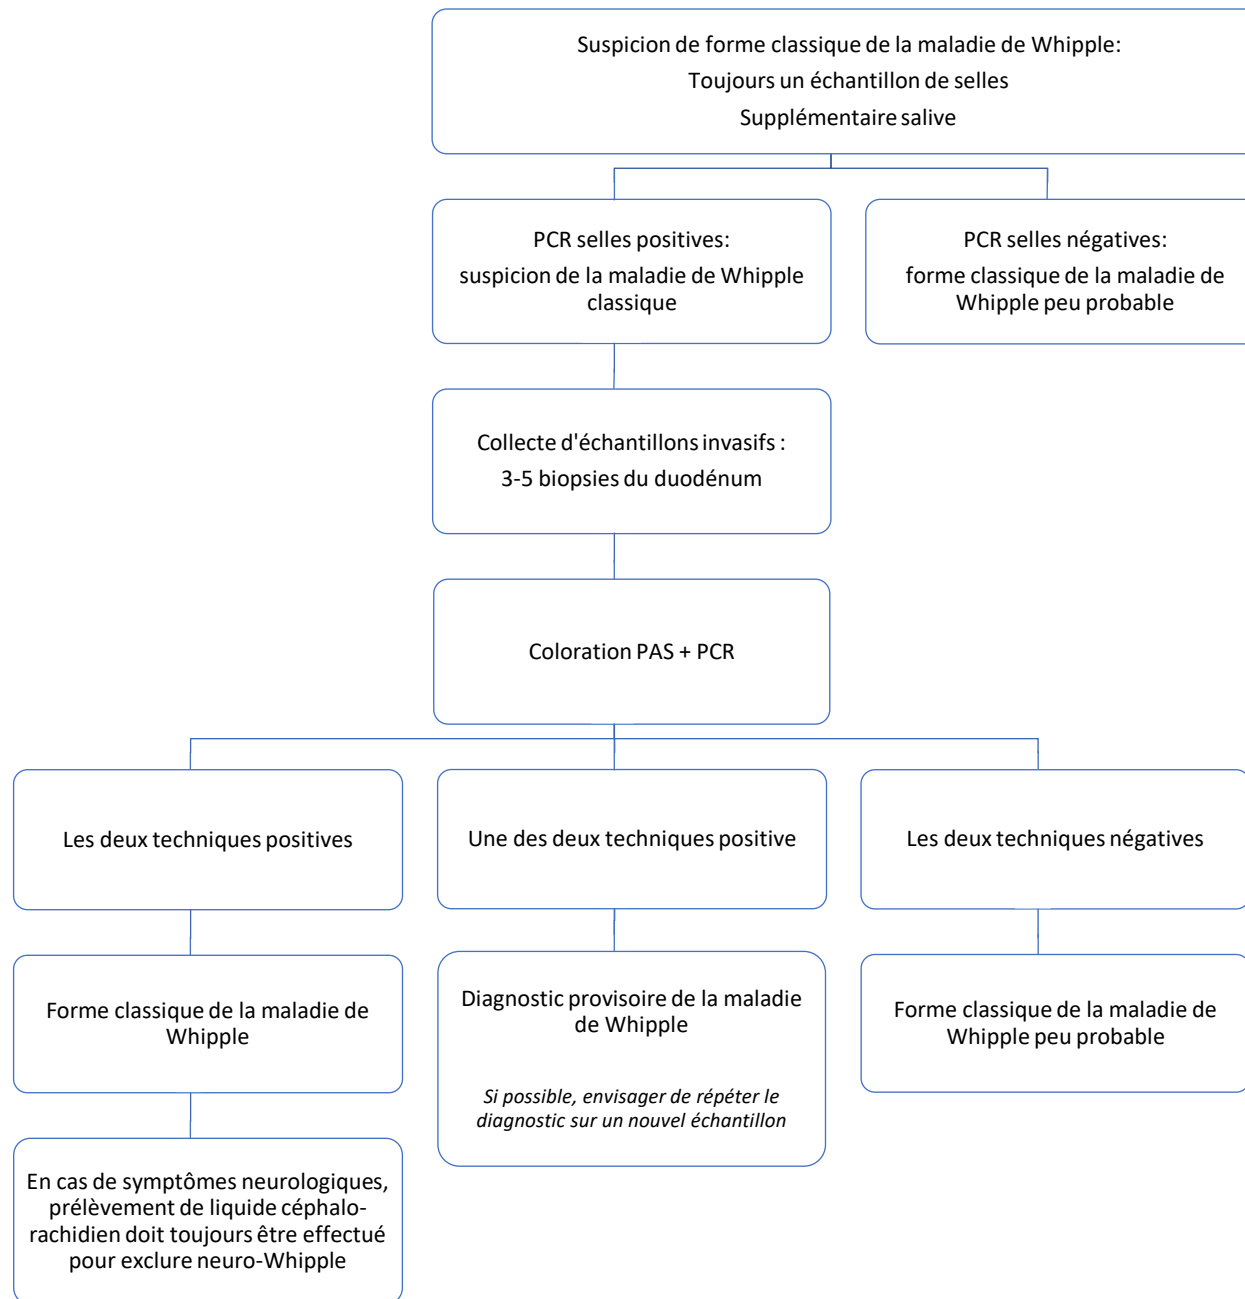 Suspicion de forme classique de la maladie de Whipple:
Toujours un échantillon de selles
Supplémentaire salive
PCR selles positives:
suspicion de la maladie de Whipple
classique
PCR selles négatives:
forme classique de la maladie de
Whipple peu probable
Collecte d'échantillons invasifs :
3-5 biopsies du duodénum
Coloration PAS + PCR
Les deux techniques positives
Une des deux techniques positive
Les deux techniques négatives
Forme classique de la maladie de
Whipple
Diagnostic provisoire de la maladie
de Whipple
Si possible, envisager de répéter le
diagnostic sur un nouvel échantillon
Forme classique de la maladie de
Whipple peu probable
En cas de symptômes neurologiques,
prélèvement de liquide céphalo-
rachidien doit toujours être effectué
pour exclure neuro-Whipple